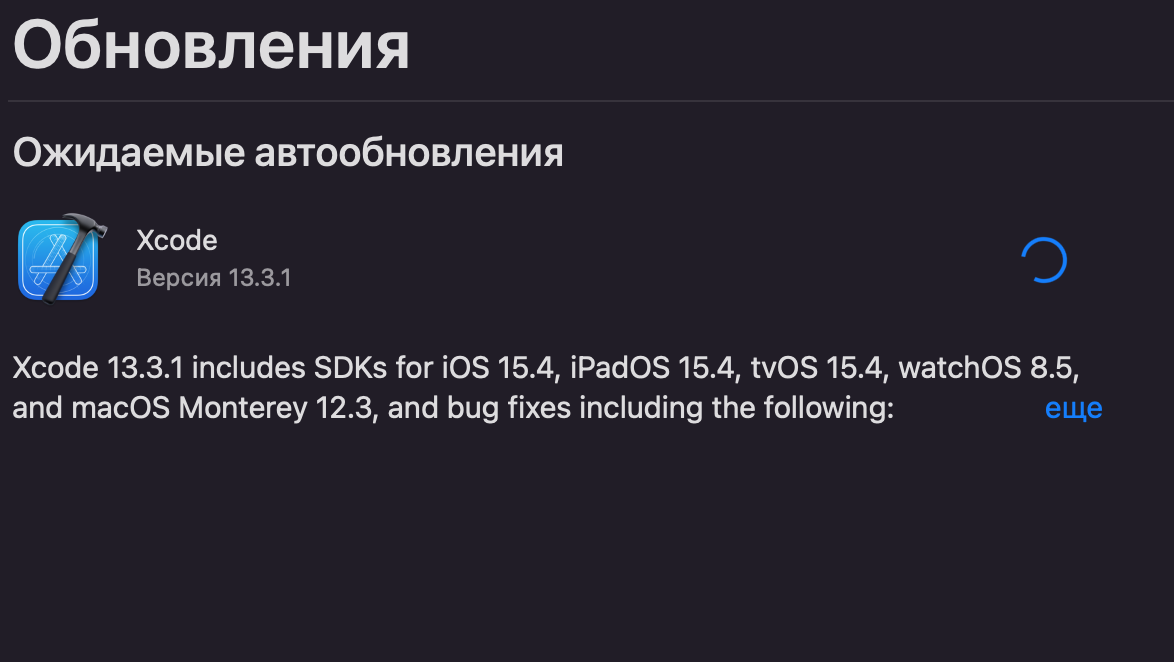 Обновления
Ожидаемые автообновления
Xcode
Версия 13.3.1
Xcode 13.3.1 includes SDKs for iOS 15.4, iPadOS 15.4, tvOS 15.4, watchOS 8.5,
and macOS Monterey 12.3, and bug fixes including the following: еще